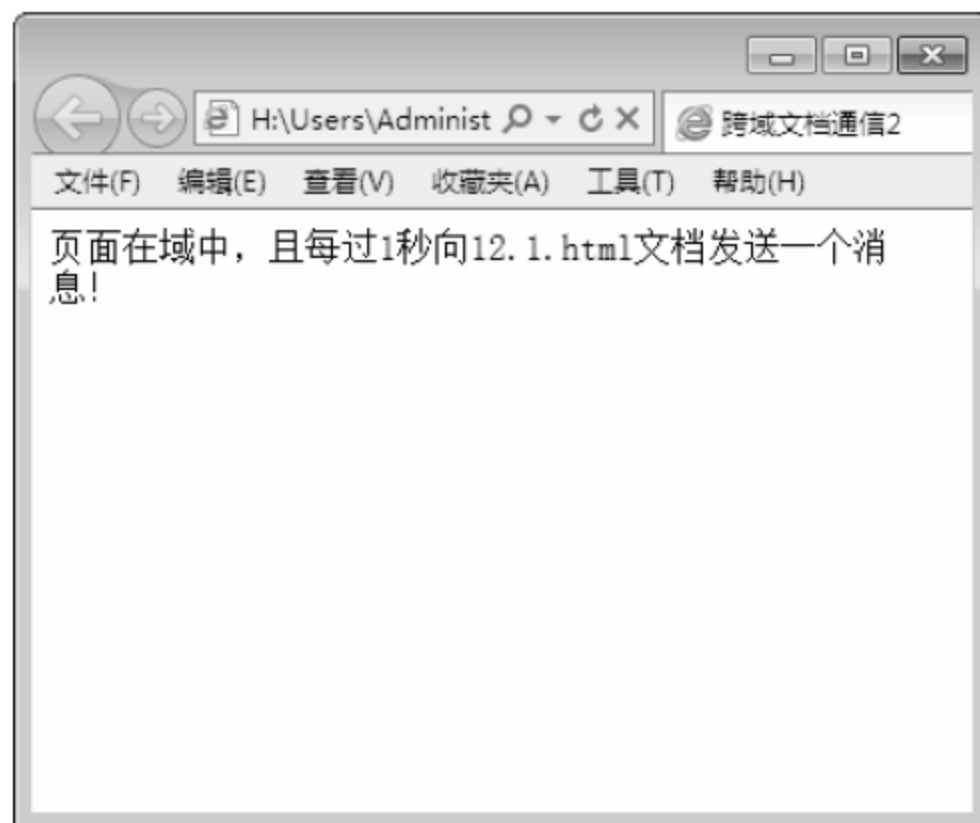 H:\Users\Administ
跨域文档通信2
文件(F) 编辑(E) 查看(V) 收藏夹(A) 工具(T) 帮助(H)
页面在域中，且每过1秒向12.1.html文档发送一个消
息!